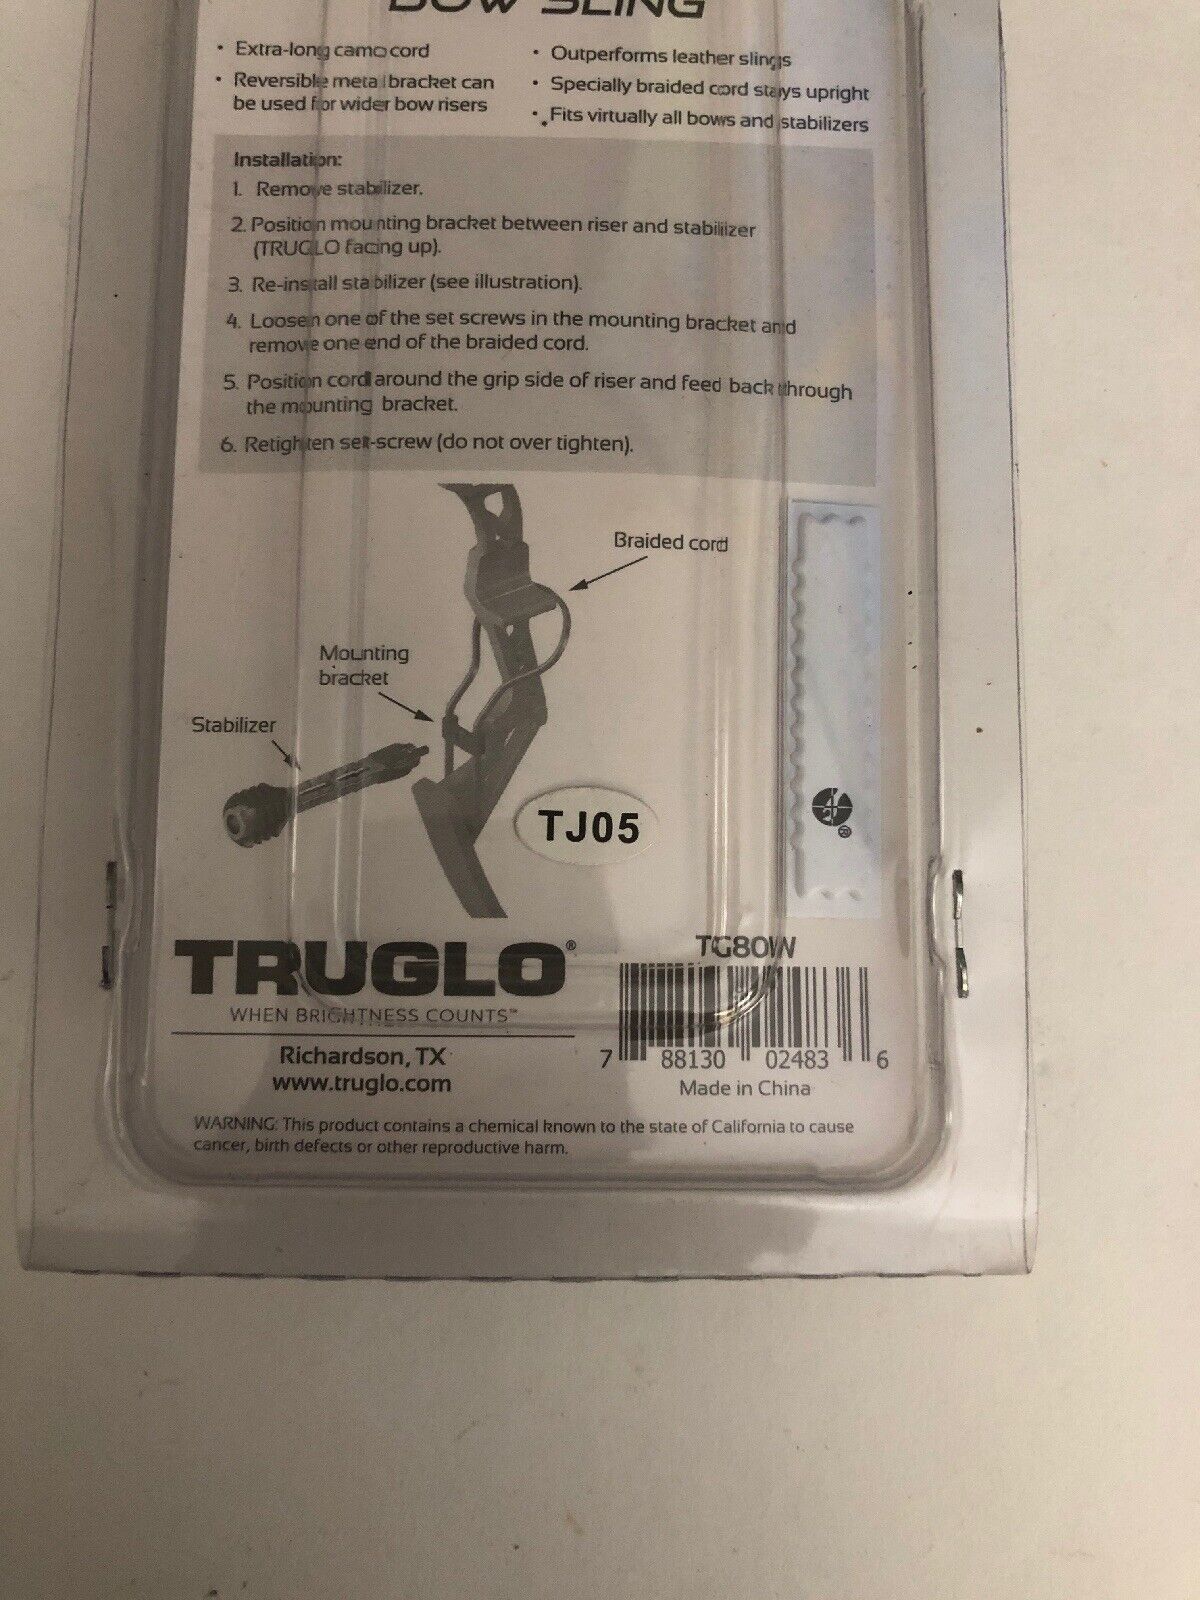 BOW SLING
• Extra-long camo cord
• Reversible metal bracket can
be used for wider bow risers
• Outperforms leather slings
• Specially braided cord stays upright
• Fits virtually all bows and stabilizers
Installation:
1. Remove stabilizer.
2. Position mounting bracket between riser and stabilizer
(TRUGLO facing up).
3. Re-install stabilizer (see illustration).
4. Loosen one of the set screws in the mounting bracket and
remove one end of the braided cord.
5. Position cord around the grip side of riser and feed back through
the mounting bracket.
6. Retighten set-screw (do not over tighten).
Braided cord
Mounting
bracket
Stabilizer
TJ05
®
TRUGLO®
WHEN BRIGHTNESS COUNTS™
Richardson, TX
www.truglo.com
TG80W
7 88130 02483 6
Made in China
WARNING: This product contains a chemical known to the state of California to cause
cancer, birth defects or other reproductive harm.